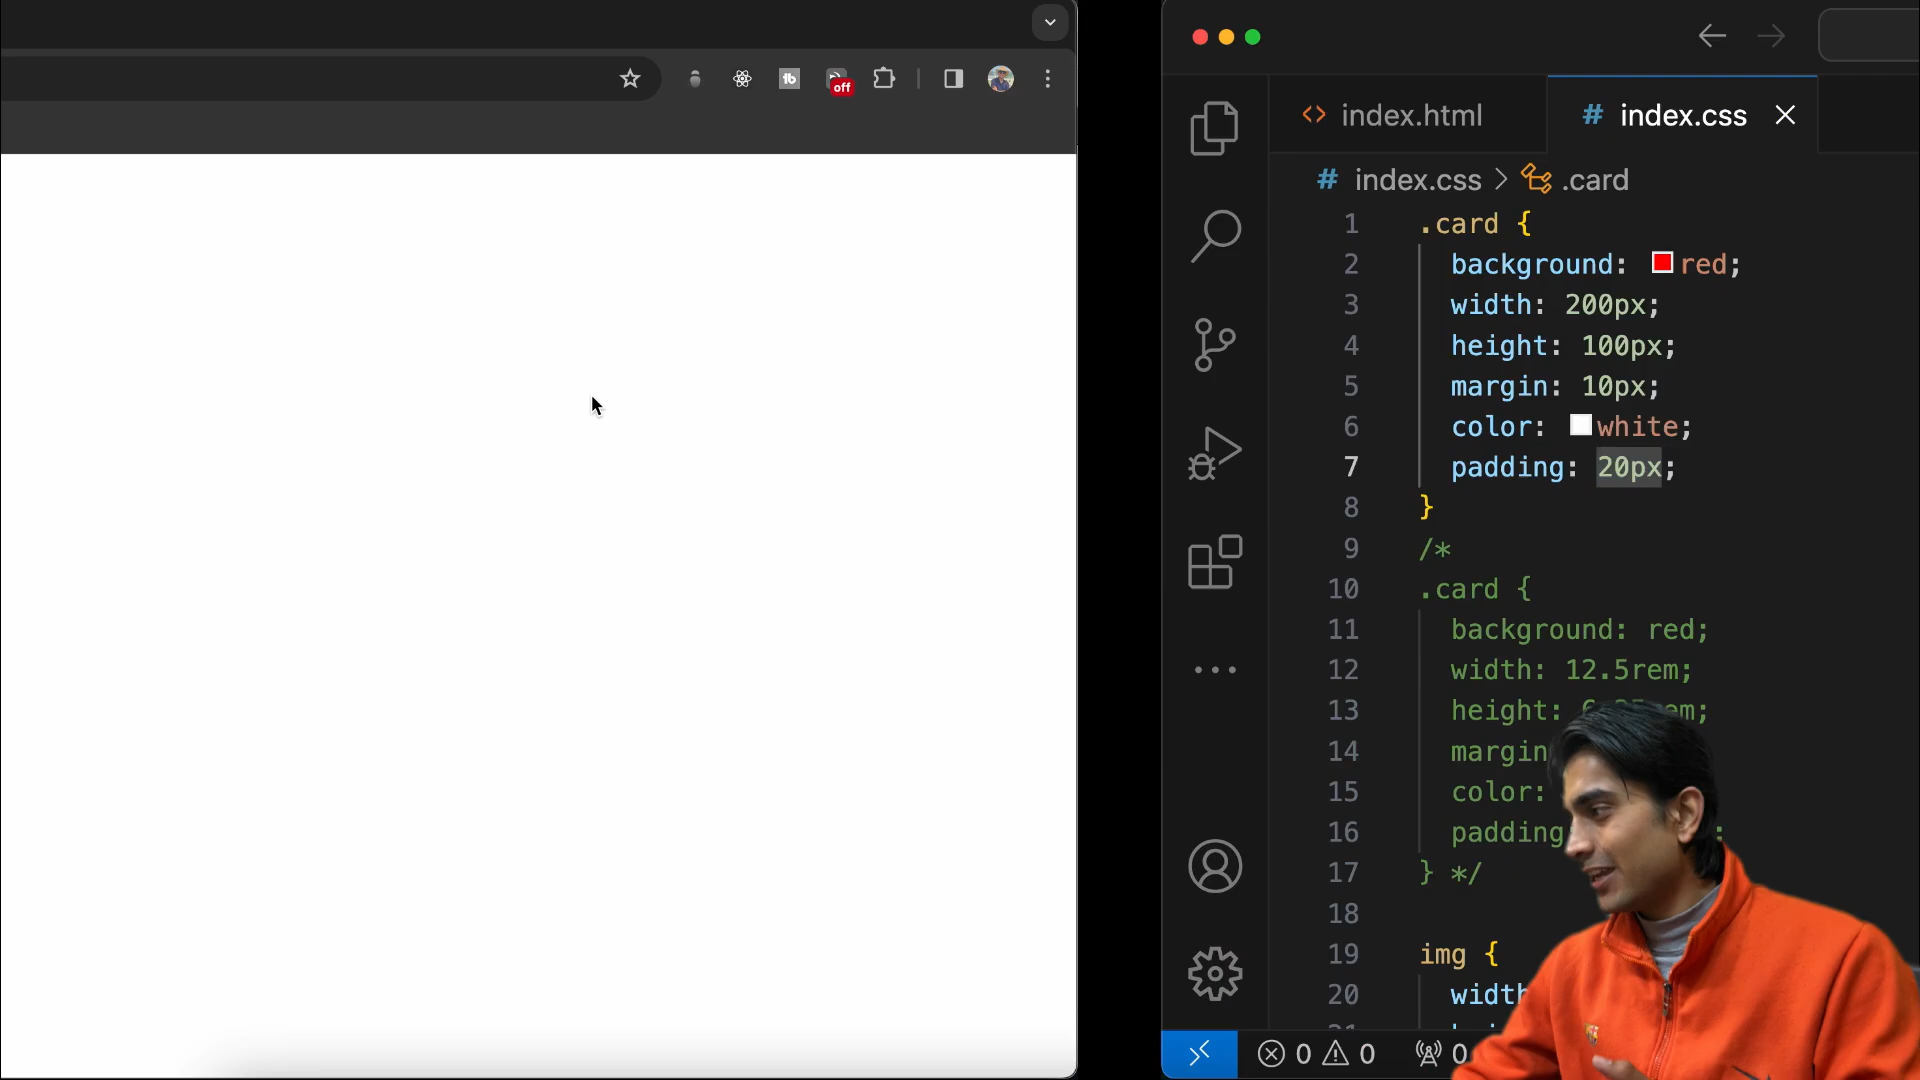 off
index.html
# index.css
# index.css > .card
1 .card {
2 background: red;
3 width: 200px;
4 height: 100px;
5 margin: 10px;
6 color: white;
7 padding: 20px;
8 }
9 /*
10 .card {
11 background: red;
12 width: 12.5rem;
13 height:
14 margin
15 color:
16 padding
17 } */
18
19 img {
20 width
0 0 0